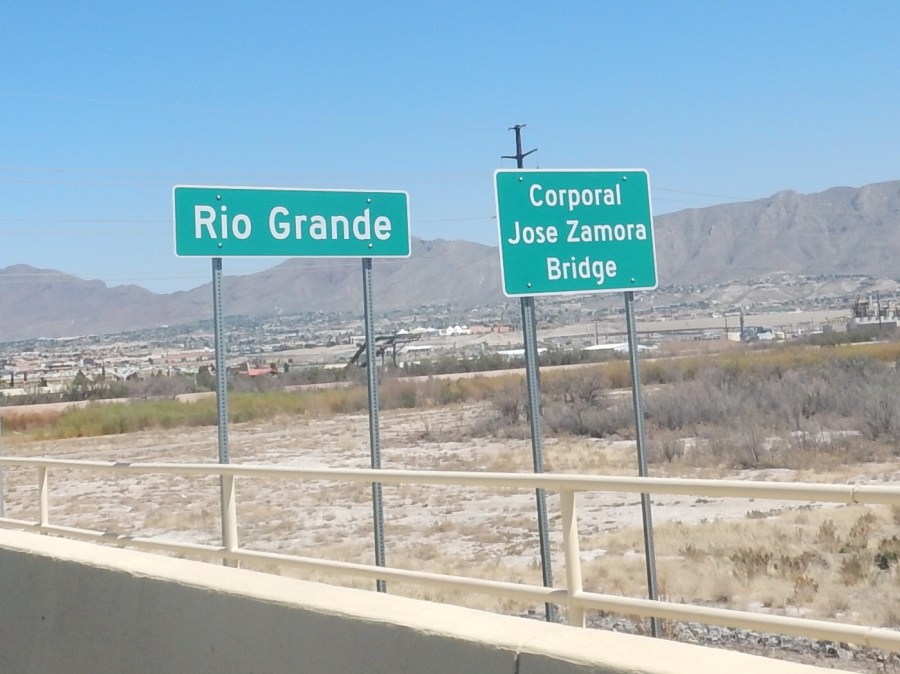 Rio Grande
Corporal
Jose Zamora
Bridge